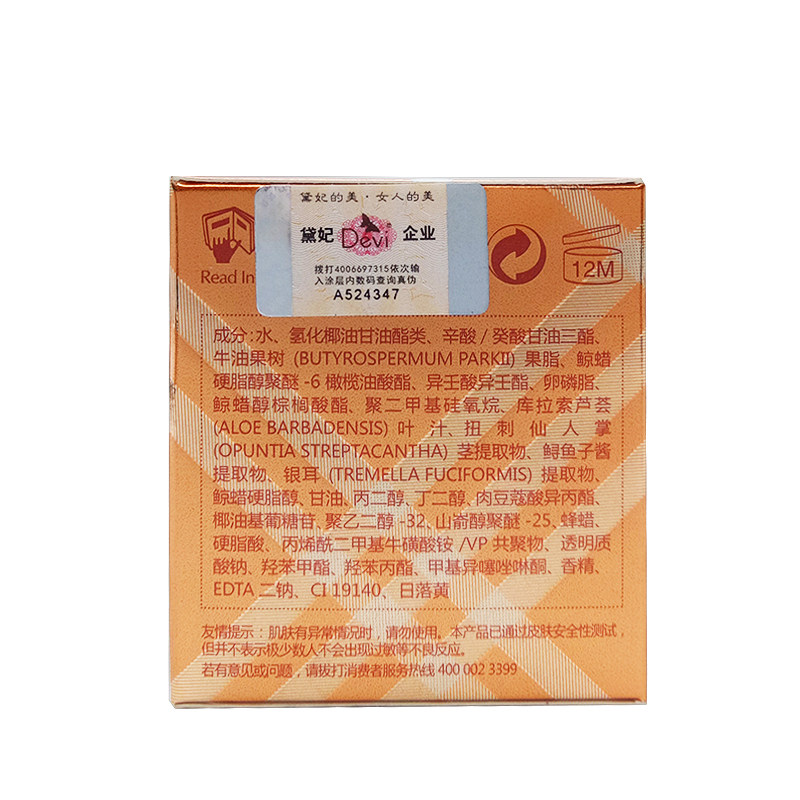 黛妃的美·女人的美
黛妃 Devi® 企业
拨打4006697315依次输
入涂层内数码查询真伪
A524347
Read In
12M
成分:水、氢化椰油甘油酯类、辛酸/癸酸甘油三酯、
牛油果树 (BUTYROSPERMUM PARKII) 果脂、鲸蜡
硬脂醇聚醚 -6 橄榄油酸酯、异壬酸异壬酯、卵磷脂、
鲸蜡醇棕榈酸酯、聚二甲基硅氧烷、库拉索芦荟
(ALOE BARBADENSIS) 叶汁、扭刺仙人掌
(OPUNTIA STREPTACANTHA) 茎提取物、鲟鱼子酱
提取物、银耳 (TREMELLA FUCIFORMIS) 提取物、
鲸蜡硬脂醇、甘油、丙二醇、丁二醇、肉豆蔻酸异丙酯、
椰油基葡糖苷、聚乙二醇 -32、山嵛醇聚醚 -25、蜂蜡、
硬脂酸、丙烯酰二甲基牛磺酸铵 /VP 共聚物、透明质
酸钠、羟苯甲酯、羟苯丙酯、甲基异噻唑啉酮、香精、
EDTA 二钠、CI 19140、日落黄
友情提示：肌肤有异常情况时，请勿使用。本产品已通过皮肤安全性测试，
但并不表示极少数人不会出现过敏等不良反应。
若有意见或问题，请拔打消费者服务热线 400 002 3399